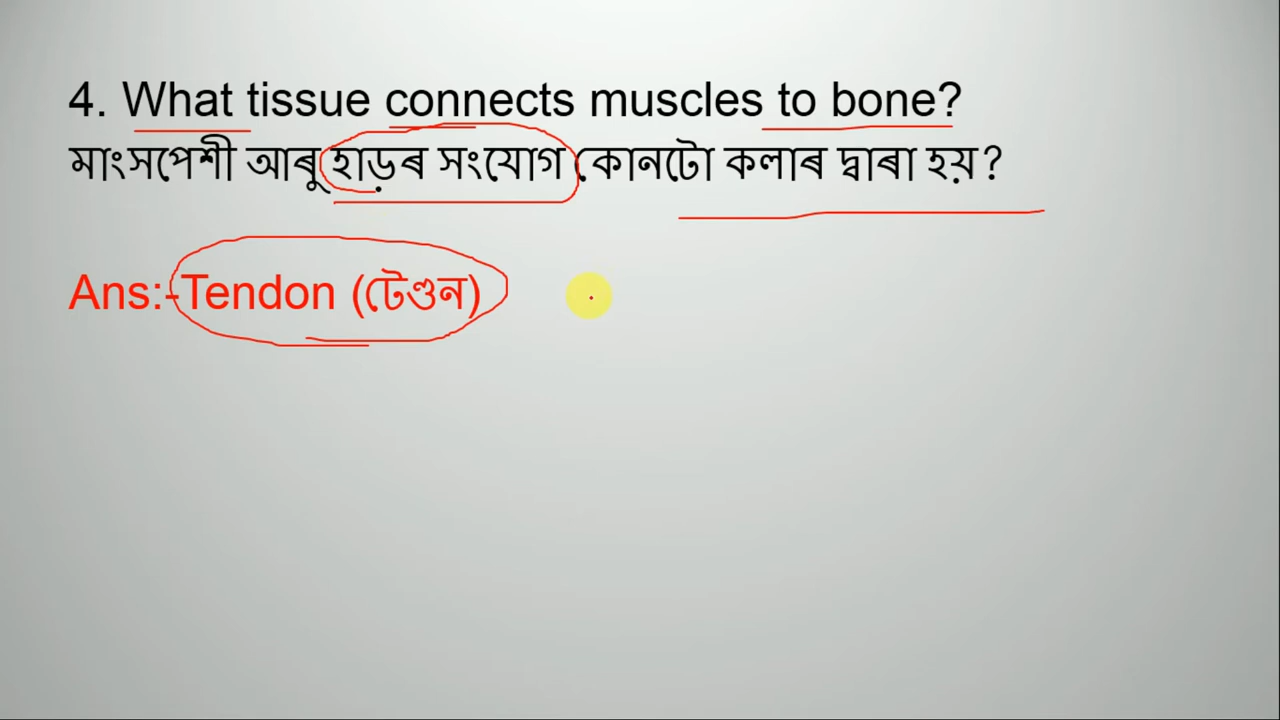 4. What tissue connects muscles to bone?
মাংসপেশী আৰু হাড়ৰ সংযোগ কোনটো কলাৰ দ্বাৰা হয়?
Ans:-Tendon (টেণ্ডন)